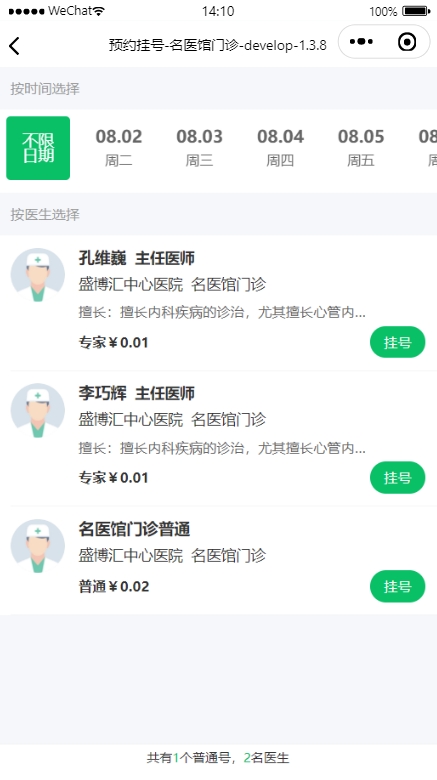 WeChat 14:10 100%
预约挂号-名医馆门诊-develop-1.3.8
按时间选择
不限日期
08.02 08.03 08.04 08.05 08
周二 周三 周四 周五
按医生选择
孔维巍 主任医师
盛博汇中心医院 名医馆门诊
擅长：擅长内科疾病的诊治，尤其擅长心管内...
专家￥0.01 挂号
李巧辉 主任医师
盛博汇中心医院 名医馆门诊
擅长：擅长内科疾病的诊治，尤其擅长心管内...
专家￥0.01 挂号
名医馆门诊普通
盛博汇中心医院 名医馆门诊
普通￥0.02 挂号
共有1个普通号，2名医生